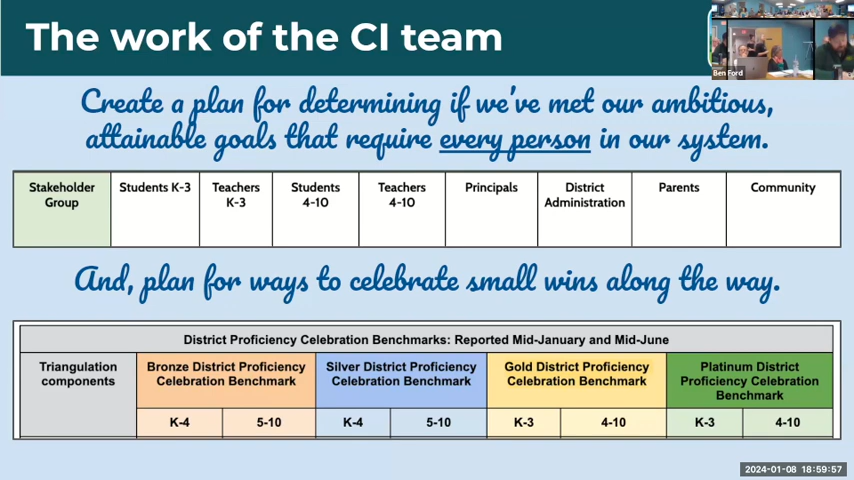 The work of the CI team
Ben Ford
Create a plan for determining if we've met our ambitious,
attainable goals that require every person in our system.
Stakeholder Group
Students K-3
Teachers K-3
Students 4-10
Teachers 4-10
Principals
District Administration
Parents
Community
And, plan for ways to celebrate small wins along the way.
District Proficiency Celebration Benchmarks: Reported Mid-January and Mid-June
Triangulation components
Bronze District Proficiency Celebration Benchmark
Silver District Proficiency Celebration Benchmark
Gold District Proficiency Celebration Benchmark
Platinum District Proficiency Celebration Benchmark
K-4 5-10 K-4 5-10 K-3 4-10 K-3 4-10
2024-01-08 18:59:57